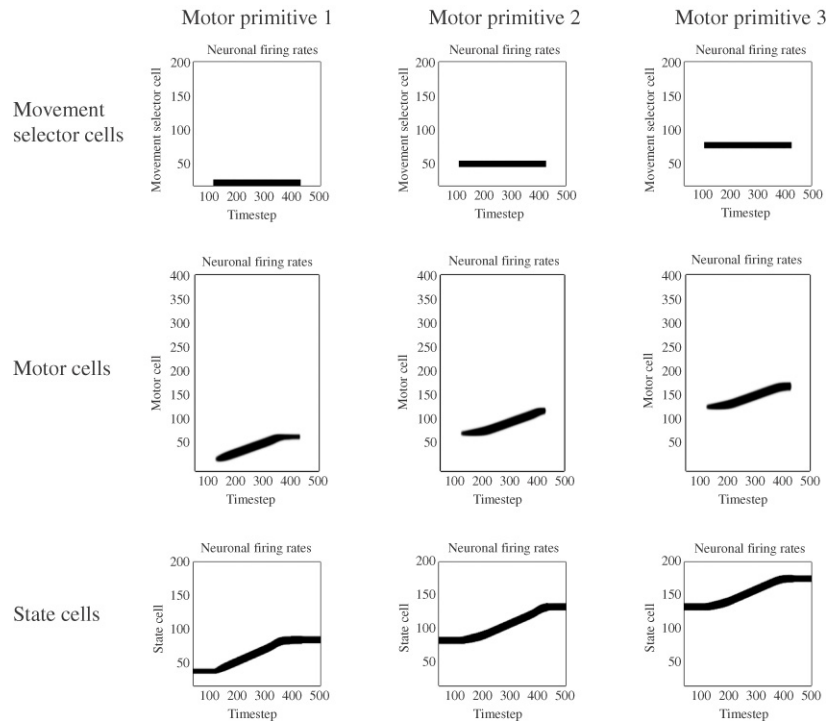 Motor primitive 1 Motor primitive 2 Motor primitive 3
Movement selector cells
Neuronal firing rates
Movement selector cell
200
150
100
50
100 200 300 400 500
Timestep
Neuronal firing rates
Movement selector cell
200
150
100
50
100 200 300 400 500
Timestep
Neuronal firing rates
Movement selector cell
200
150
100
50
100 200 300 400 500
Timestep
Motor cells
Neuronal firing rates
Motor cell
400
350
300
250
200
150
100
50
100 200 300 400 500
Timestep
Neuronal firing rates
Motor cell
400
350
300
250
200
150
100
50
100 200 300 400 500
Timestep
Neuronal firing rates
Motor cell
400
350
300
250
200
150
100
50
100 200 300 400 500
Timestep
State cells
Neuronal firing rates
State cell
200
150
100
50
100 200 300 400 500
Timestep
Neuronal firing rates
State cell
200
150
100
50
100 200 300 400 500
Timestep
Neuronal firing rates
State cell
200
150
100
50
100 200 300 400 500
Timestep